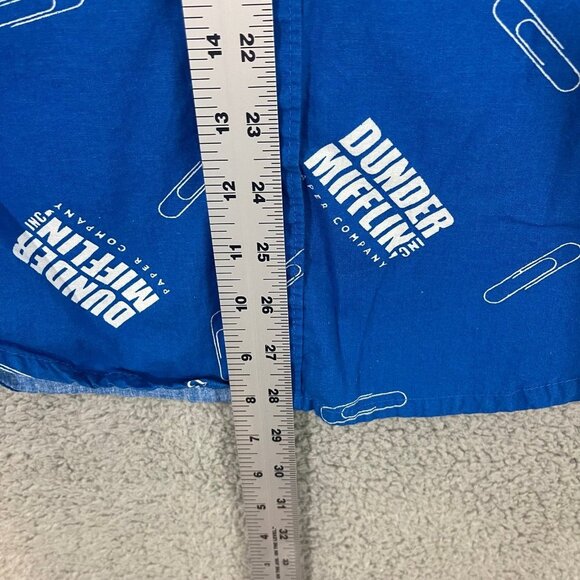 14 22
13 23
12 24
11 25
10 26
9 27
8 28
7 29
6 30
5 31
4 32
DUNDER
MIFFLIN INC
PAPER COMPANY
DUNDER
MIFFLIN INC
PAPER COMPANY